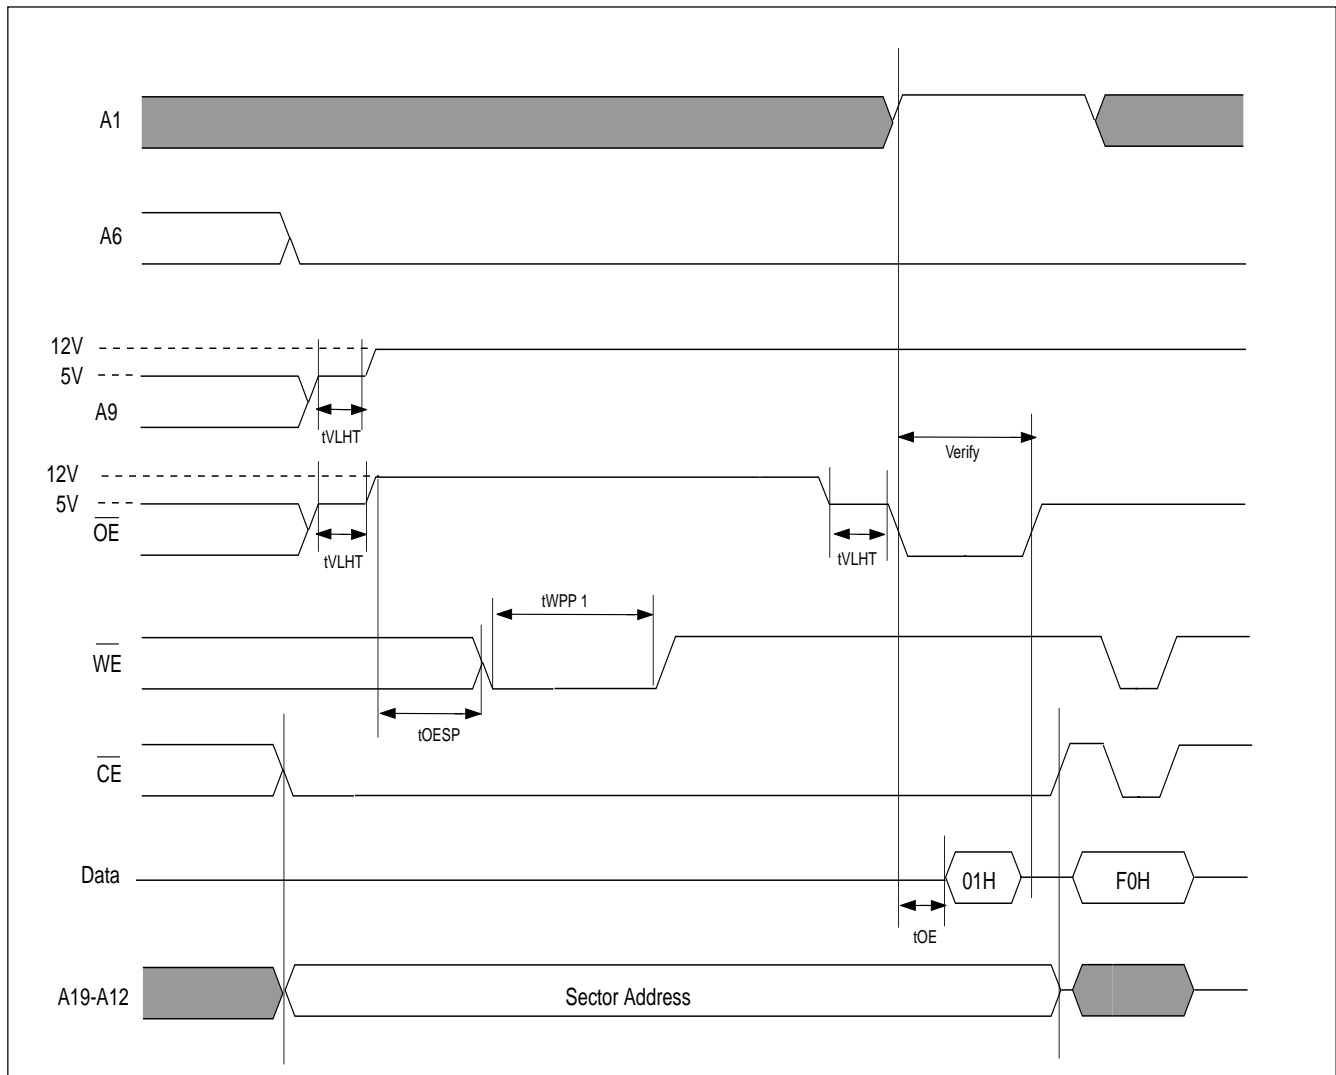 A1
A6
12V
5V
A9
tVLHT
Verify
12V
5V
OE
tVLHT
tVLHT
tWPP 1
WE
tOESP
CE
Data
01H
F0H
tOE
A19-A12
Sector Address